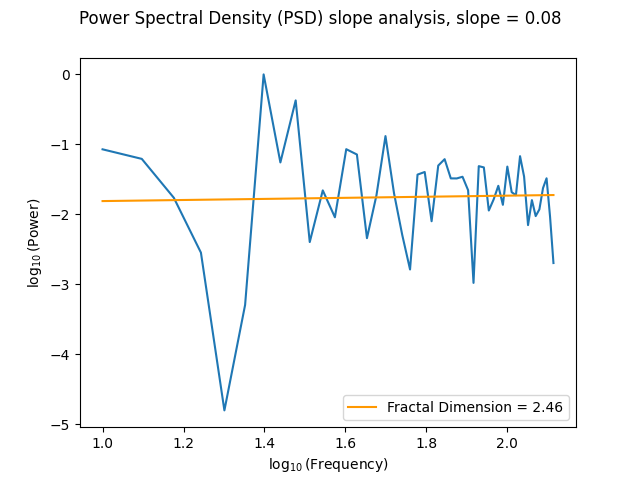 Power Spectral Density (PSD) slope analysis, slope = 0.08
0
−1
−2
−3
−4
−5
log₁₀(Power)
Fractal Dimension = 2.46
1.0 1.2 1.4 1.6 1.8 2.0
log₁₀(Frequency)